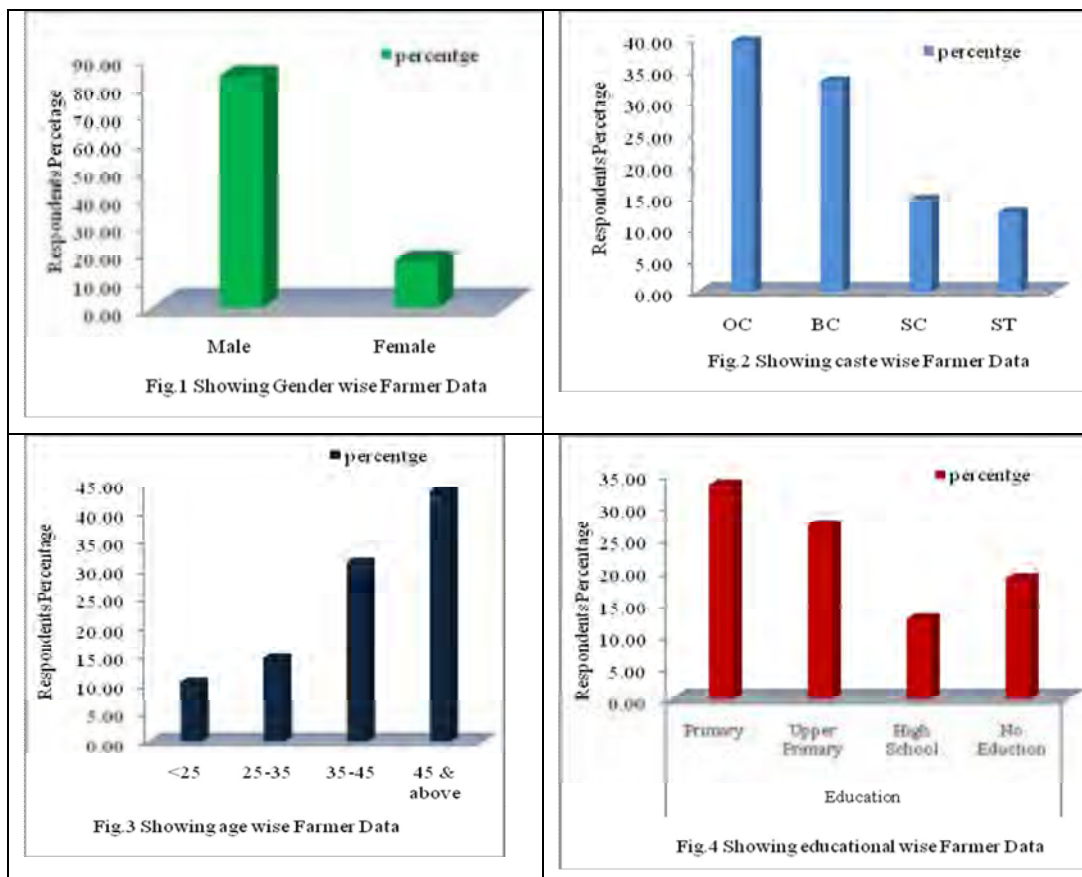 percentge
90.00
80.00
70.00
60.00
50.00
40.00
30.00
20.00
10.00
0.00
Respondents Percetage
Male Female
Fig.1 Showing Gender wise Farmer Data
percentge
40.00
35.00
30.00
25.00
20.00
15.00
10.00
5.00
0.00
Respondents Percentage
OC BC SC ST
Fig.2 Showing caste wise Farmer Data
percentge
45.00
40.00
35.00
30.00
25.00
20.00
15.00
10.00
5.00
0.00
Respondents Percentage
<25 25-35 35-45 45 &
above
Fig.3 Showing age wise Farmer Data
percentge
35.00
30.00
25.00
20.00
15.00
10.00
5.00
0.00
Respondents Percentage
Primary Upper High No
Primary School Eduction
Education
Fig.4 Showing educational wise Farmer Data